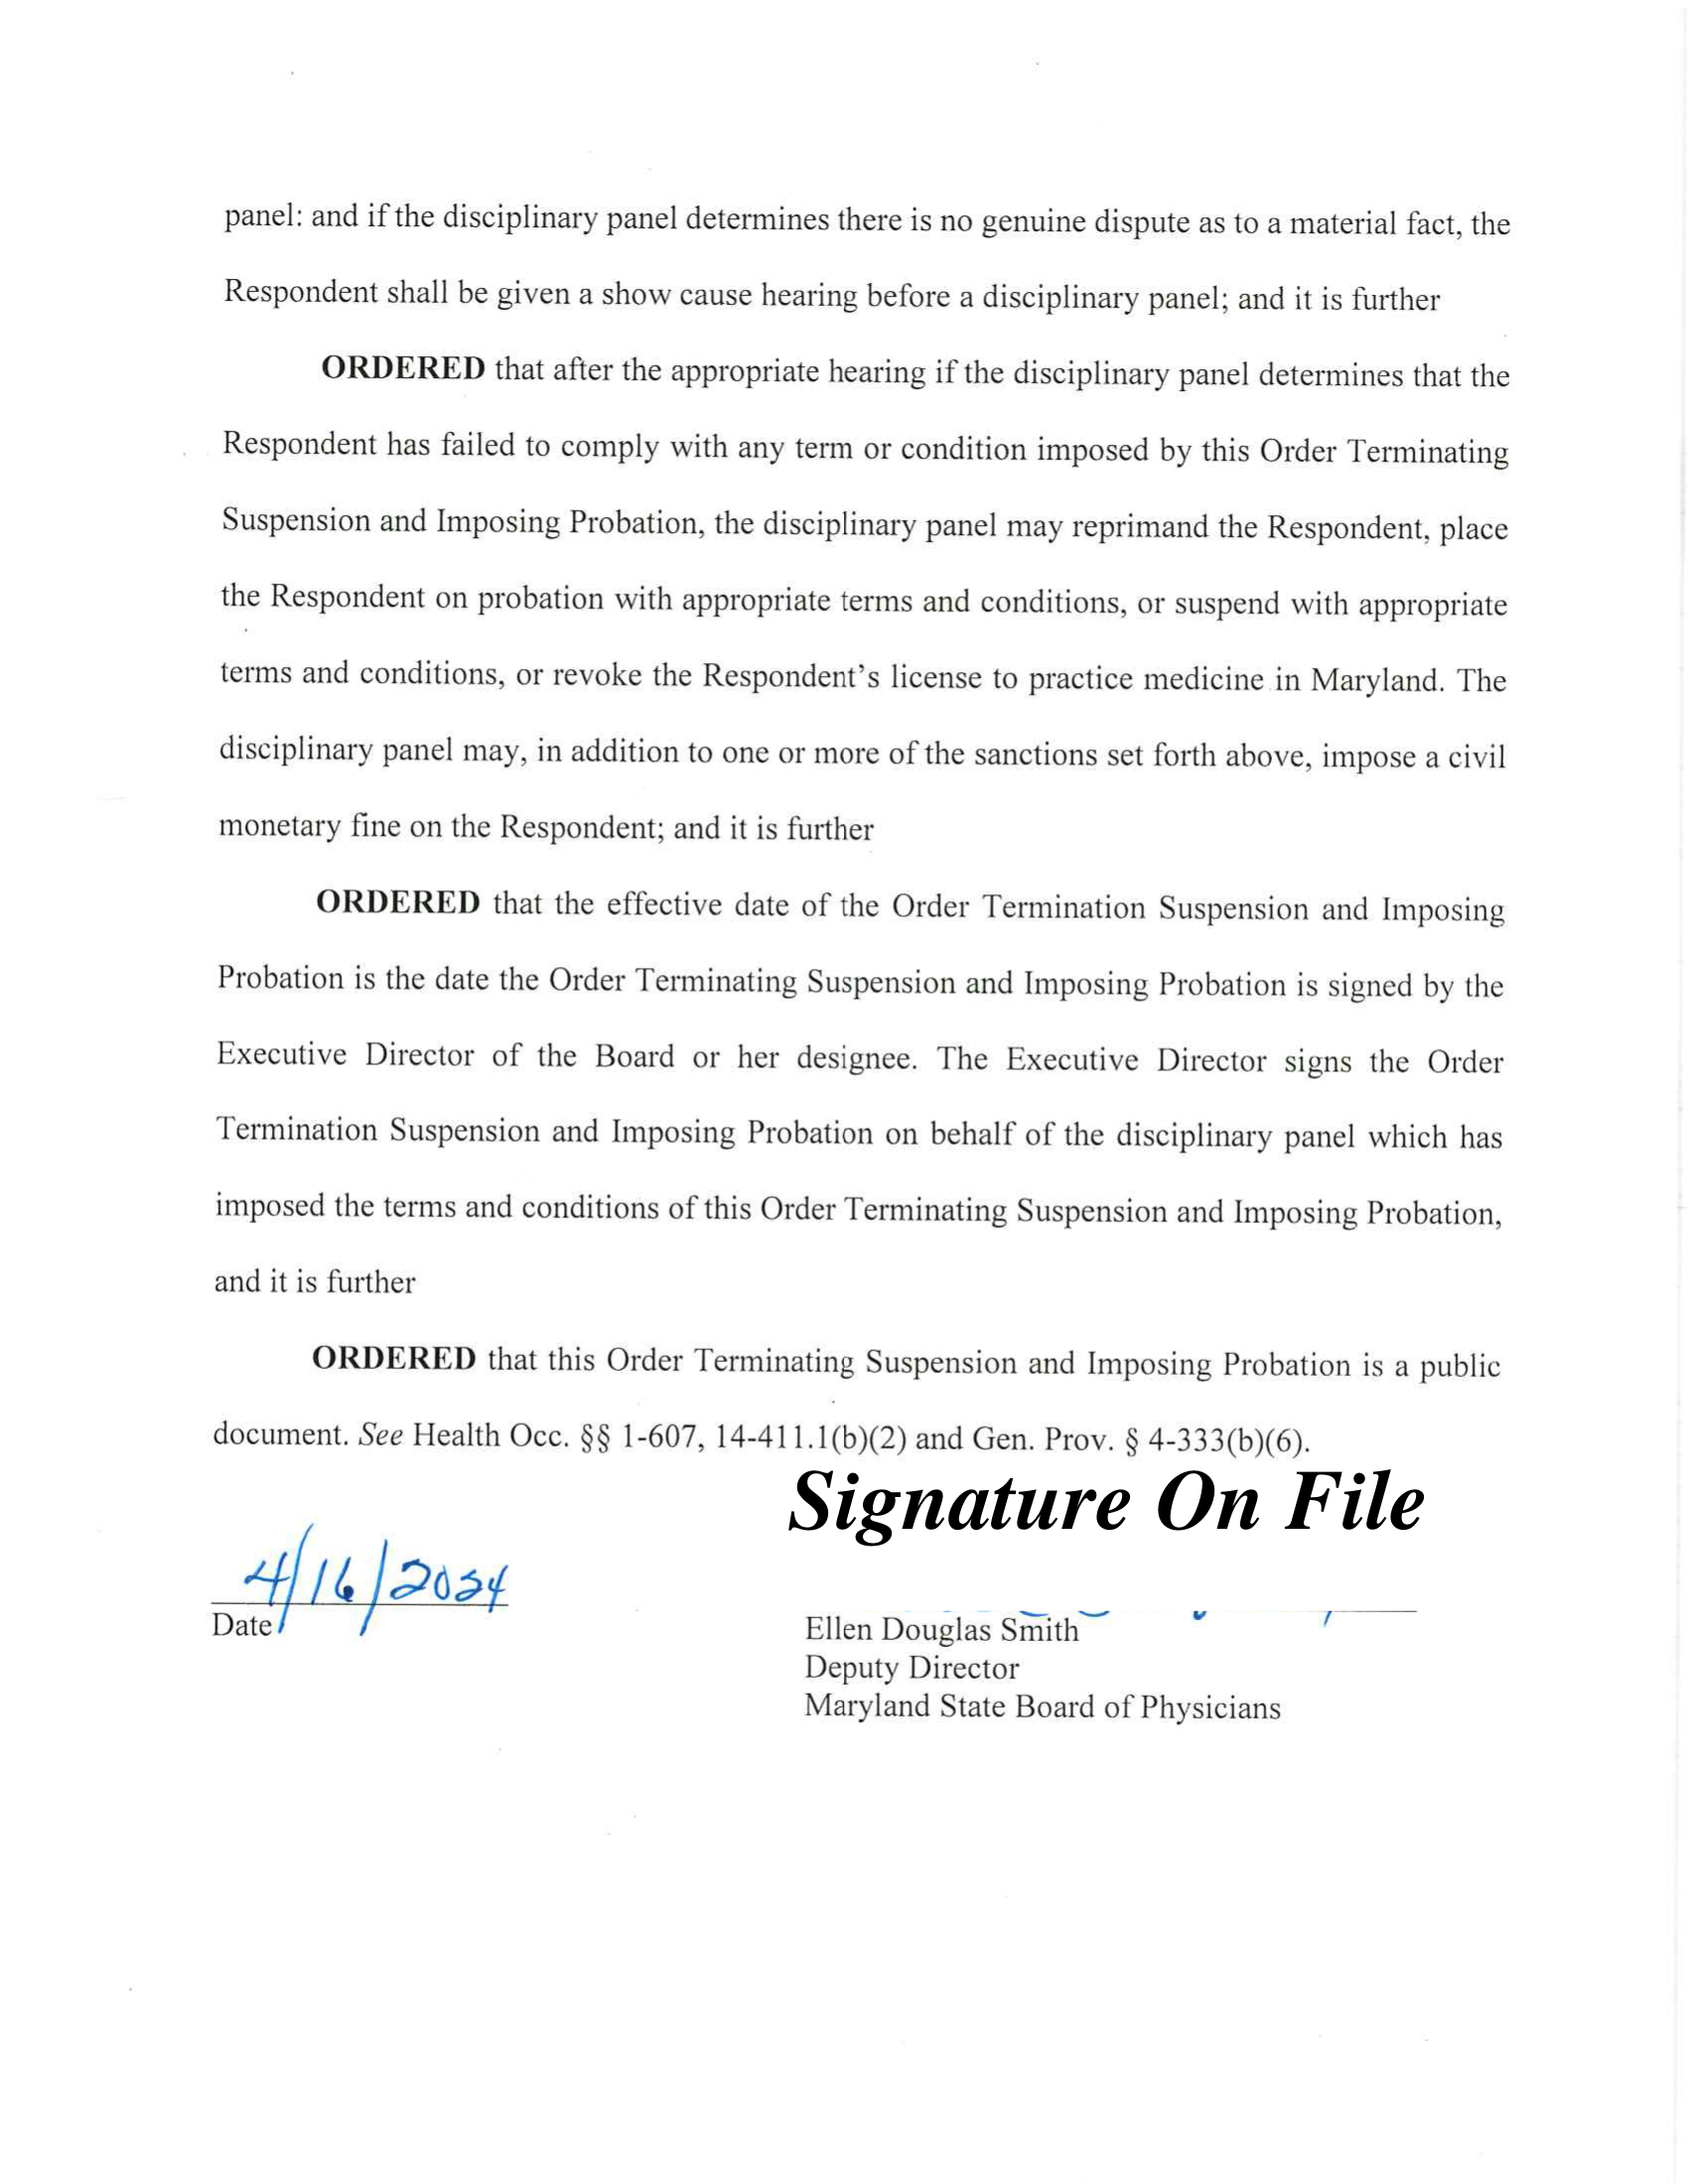 panel: and if the disciplinary panel determines there is no genuine dispute as to a material fact, the
Respondent shall be given a show cause hearing before a disciplinary panel; and it is further
ORDERED that after the appropriate hearing if the disciplinary panel determines that the
Respondent has failed to comply with any term or condition imposed by this Order Terminating
Suspension and Imposing Probation, the disciplinary panel may reprimand the Respondent, place
the Respondent on probation with appropriate terms and conditions, or suspend with appropriate
terms and conditions, or revoke the Respondent's license to practice medicine in Maryland. The
disciplinary panel may, in addition to one or more of the sanctions set forth above, impose a civil
monetary fine on the Respondent; and it is further
ORDERED that the effective date of the Order Termination Suspension and Imposing
Probation is the date the Order Terminating Suspension and Imposing Probation is signed by the
Executive Director of the Board or her designee. The Executive Director signs the Order
Termination Suspension and Imposing Probation on behalf of the disciplinary panel which has
imposed the terms and conditions of this Order Terminating Suspension and Imposing Probation,
and it is further
ORDERED that this Order Terminating Suspension and Imposing Probation is a public
document. See Health Occ. §§ 1-607, 14-411.1(b)(2) and Gen. Prov. § 4-333(b)(6).
Signature On File
4/16/2024
Date
Ellen Douglas Smith
Deputy Director
Maryland State Board of Physicians